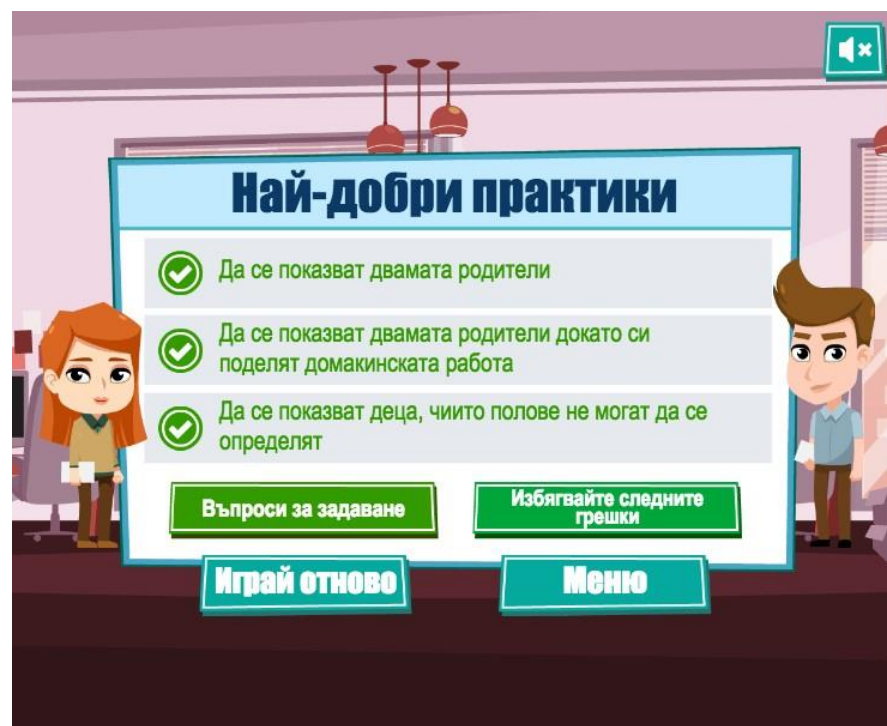 Най-добри практики
Да се показват двамата родители
Да се показват двамата родители докато си
поделят домакинската работа
Да се показват деца, чиито полове не могат да се
определят
Въпроси за задаване
Избягвайте следните
грешки
Играй отново
Меню